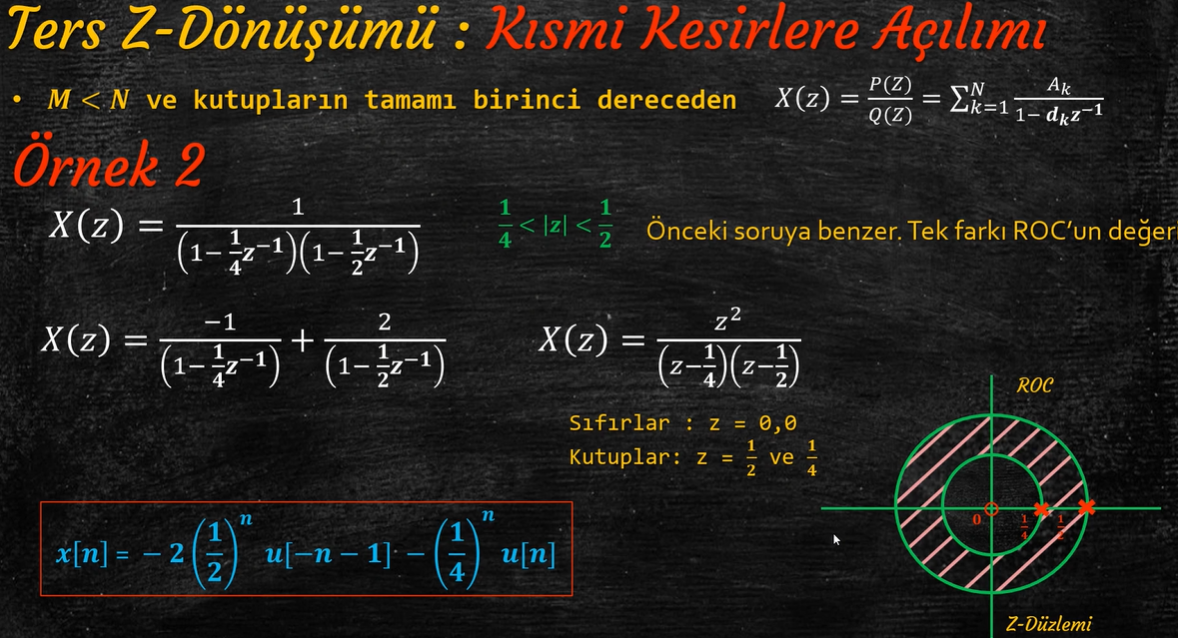 Ters Z-Dönüşümü : Kısmi Kesirlere Açılımı
• M < N ve kutupların tamamı birinci dereceden X(z) = P(Z)/Q(Z) = ∑_{k=1}^{N} A_k/(1− d_k z^{−1})
Örnek 2
X(z) = 1/((1−1/4 z^{−1})(1−1/2 z^{−1})) 1/4 < |z| < 1/2 Önceki soruya benzer. Tek farkı ROC’un değer
X(z) = −1/(1−1/4 z^{−1}) + 2/(1−1/2 z^{−1}) X(z) = z^2/((z−1/4)(z−1/2))
ROC
Sıfırlar : z = 0,0
Kutuplar: z = 1/2 ve 1/4
0 1/4 1/2
x[n] = − 2 (1/2)^n u[−n − 1] − (1/4)^n u[n]
Z-Düzlemi